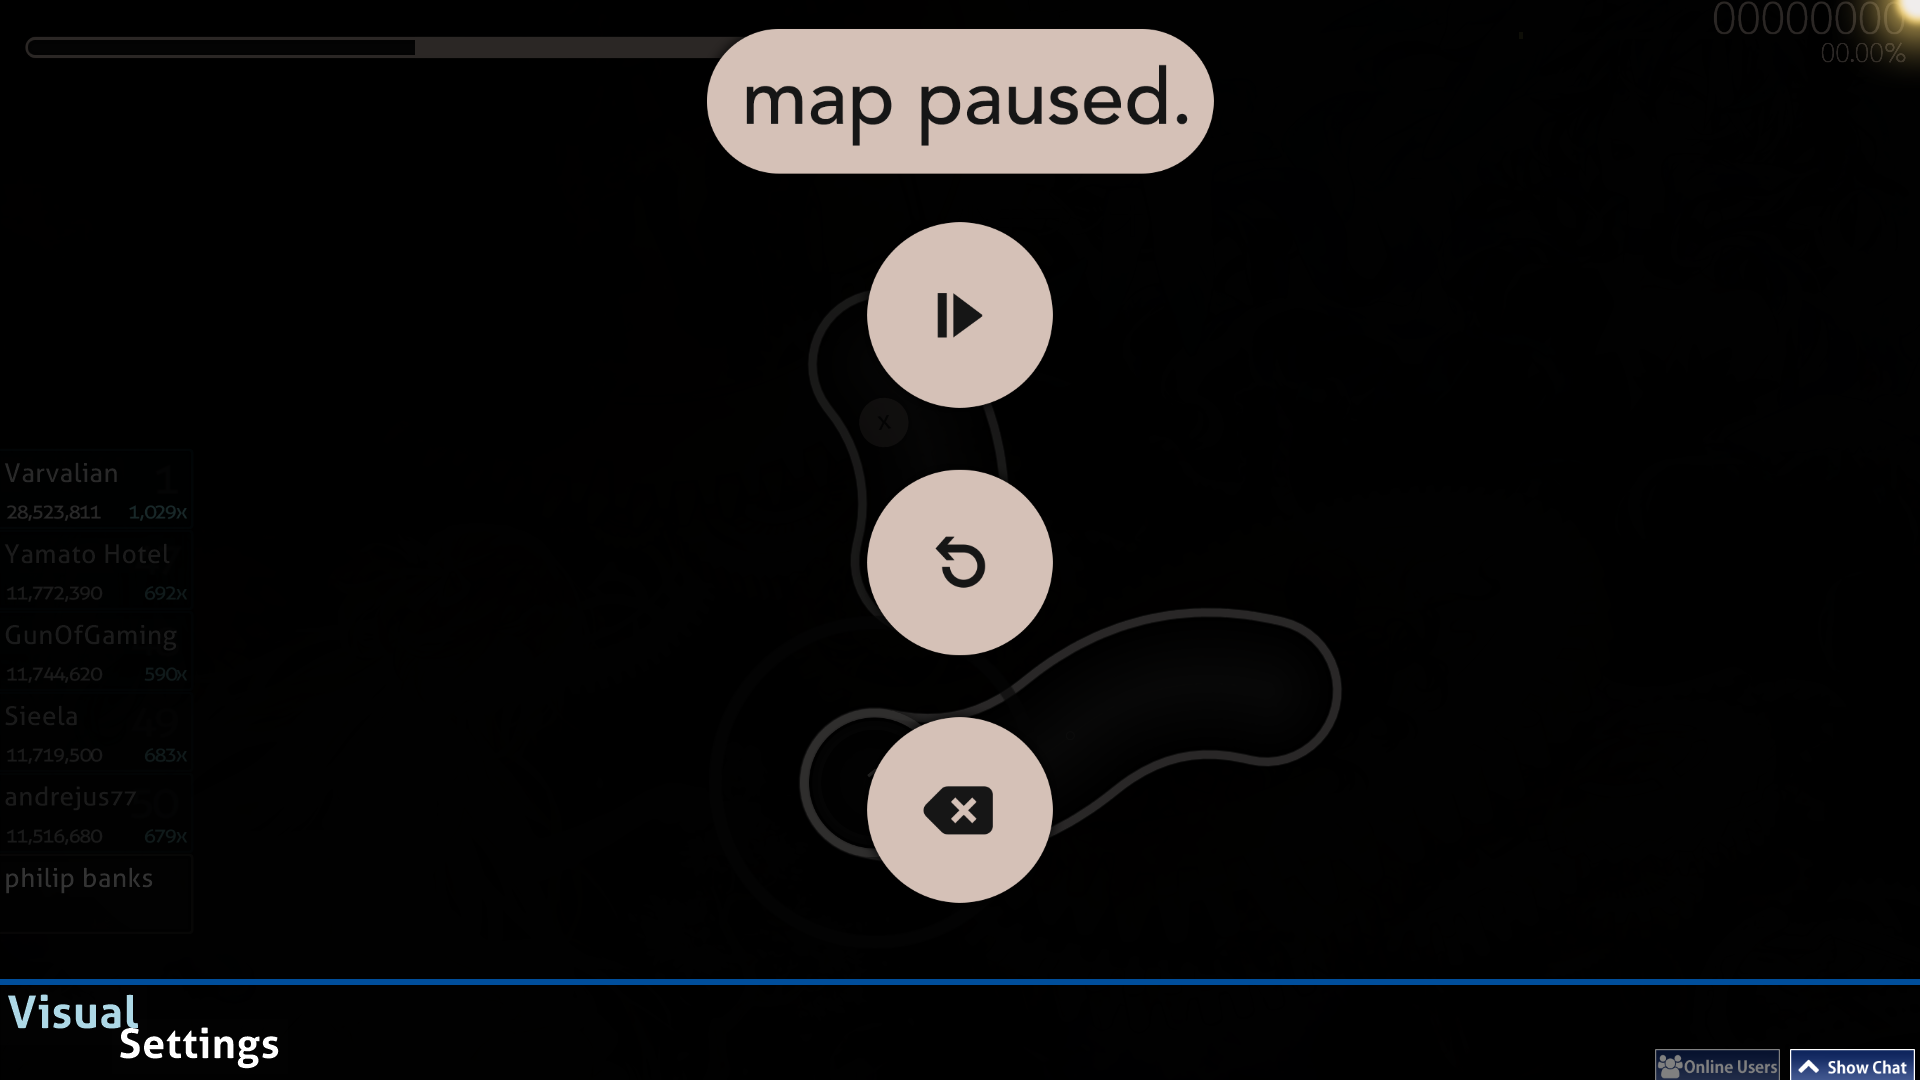 00000000
00.00%
map paused.
X
Varvalian 1
28,523,811 1,029x
Yamato Hotel
11,772,390 692x
GunOfGaming
11,744,620 590x
Sieela 49
11,719,500 683x
andrejus77 50
11,516,680 679x
philip banks
Visual
Settings
Online Users
Show Chat